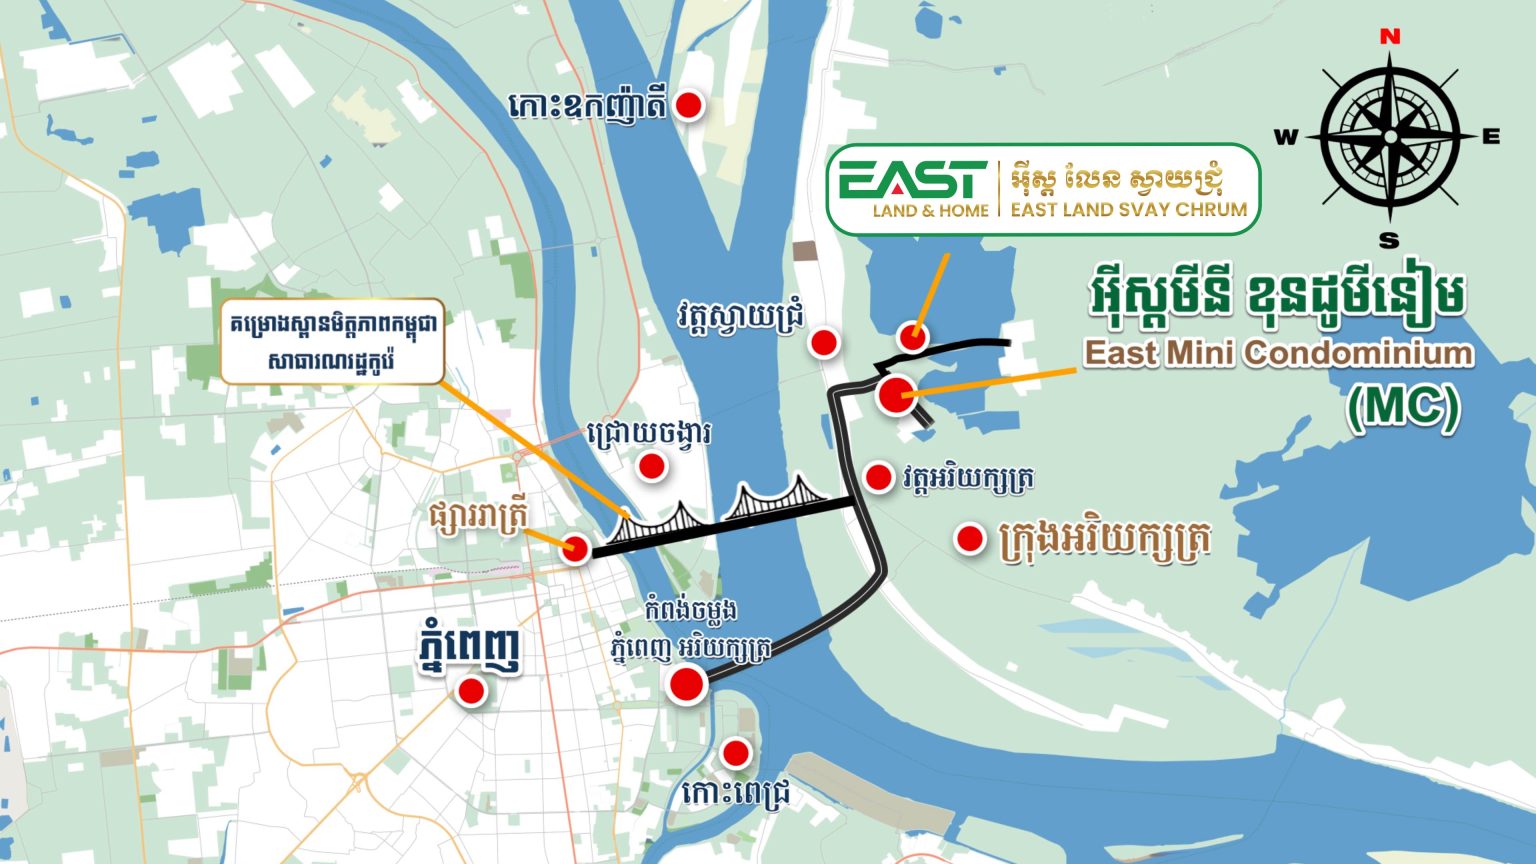 N
W
E
S
កោះឧកញ៉ាតី
EAST
LAND & HOME
អ៊ីស្ត លែន ស្វាយជ្រុំ
EAST LAND SVAY CHRUM
អ៊ីស្តមីនី ខុនដូមីនៀម
East Mini Condominium
(MC)
វត្តស្វាយជ្រំ
គម្រោងស្ពានមិត្តភាពកម្ពុជា
សាធារណរដ្ឋកូរ៉េ
ជ្រោយចង្វារ
វត្តអរិយក្សត្រ
ផ្សាររាត្រី
ក្រុងអរិយក្សត្រ
កំពង់ចម្លង
ភ្នំពេញ អរិយក្សត្រ
ភ្នំពេញ
កោះពេជ្រ